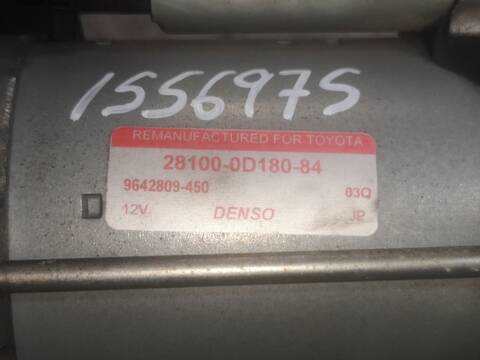 155697S
REMANUFACTURED FOR TOYOTA
28100-0D180-84
9642809-450 03Q
D 12V DENSO JP